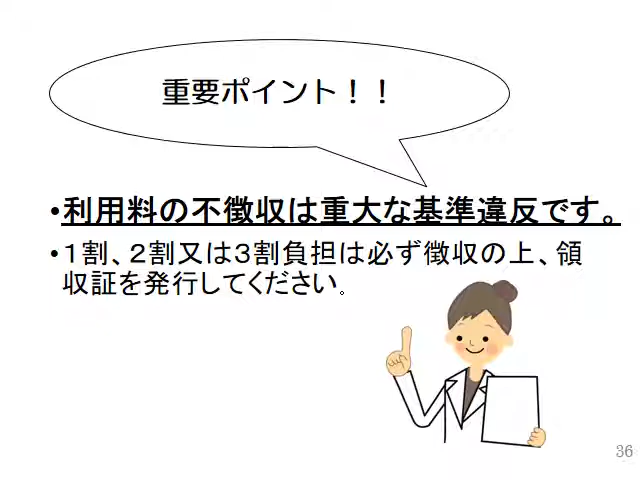 重要ポイント！！
•利用料の不徴収は重大な基準違反です。
•１割、２割又は３割負担は必ず徴収の上、領
収証を発行してください。
36